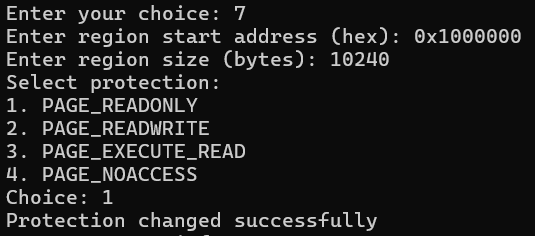 Enter your choice: 7
Enter region start address (hex): 0x1000000
Enter region size (bytes): 10240
Select protection:
1. PAGE_READONLY
2. PAGE_READWRITE
3. PAGE_EXECUTE_READ
4. PAGE_NOACCESS
Choice: 1
Protection changed successfully